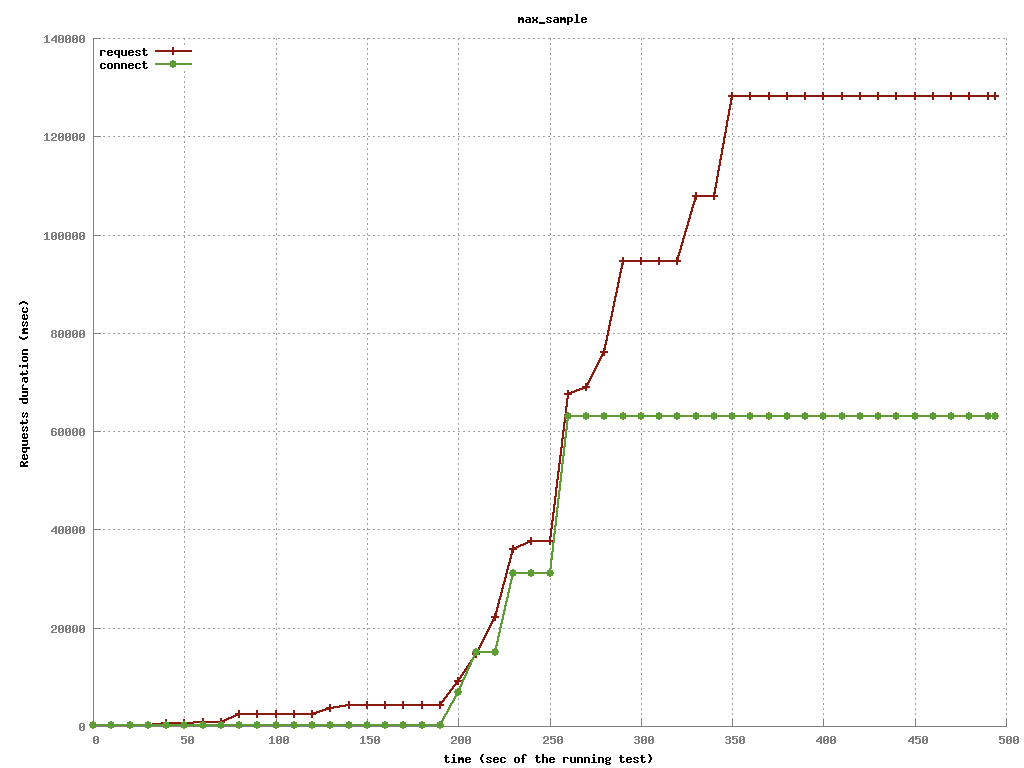 max_sample
140000
request
connect
120000
100000
80000
60000
40000
20000
0
0 50 100 150 200 250 300 350 400 450 500
time (sec of the running test)
Requests duration (msec)